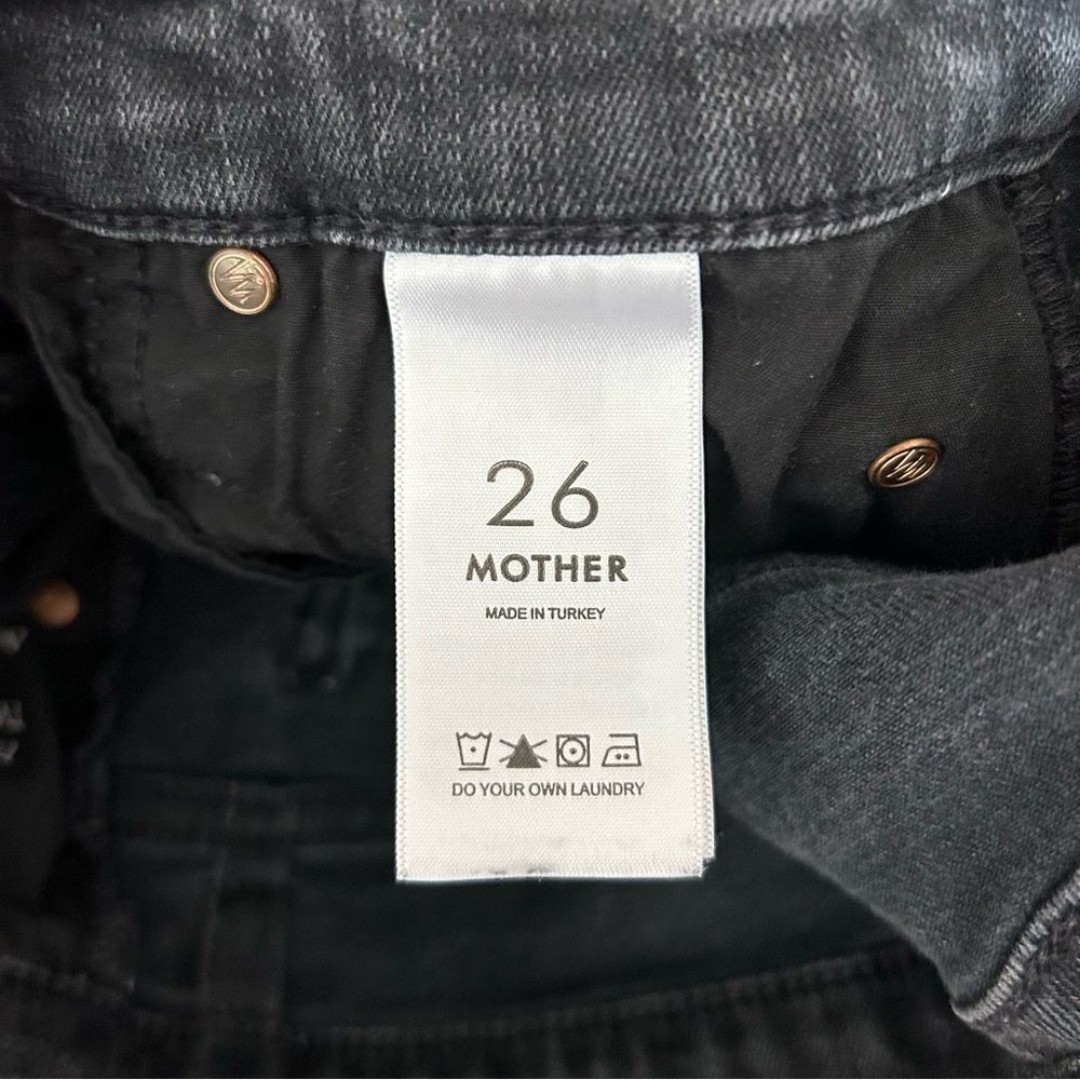 26
MOTHER
MADE IN TURKEY
DO YOUR OWN LAUNDRY